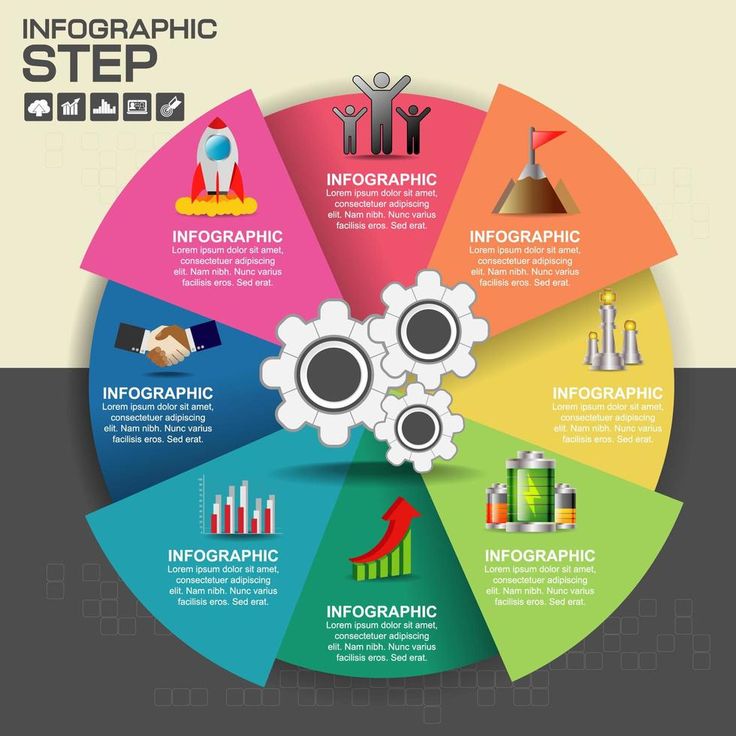 INFOGRAPHIC
STEP
INFOGRAPHIC
Lorem ipsum dolor sit amet,
consectetuer adipiscing
elit. Nam nibh. Nunc varius
facilisis eros. Sed erat.
INFOGRAPHIC
Lorem ipsum dolor sit amet,
consectetuer adipiscing
elit. Nam nibh. Nunc varius
facilisis eros. Sed erat.
INFOGRAPHIC
Lorem ipsum dolor sit amet,
consectetuer adipiscing
elit. Nam nibh. Nunc varius
facilisis eros. Sed erat.
INFOGRAPHIC
Lorem ipsum dolor sit amet,
consectetuer adipiscing
elit. Nam nibh. Nunc varius
facilisis eros. Sed erat.
INFOGRAPHIC
Lorem ipsum dolor sit amet,
consectetuer adipiscing
elit. Nam nibh. Nunc varius
facilisis eros. Sed erat.
INFOGRAPHIC
Lorem ipsum dolor sit amet,
consectetuer adipiscing
elit. Nam nibh. Nunc varius
facilisis eros. Sed erat.
INFOGRAPHIC
Lorem ipsum dolor sit amet,
consectetuer adipiscing
elit. Nam nibh. Nunc varius
facilisis eros. Sed erat.
INFOGRAPHIC
Lorem ipsum dolor sit amet,
consectetuer adipiscing
elit. Nam nibh. Nunc varius
facilisis eros. Sed erat.